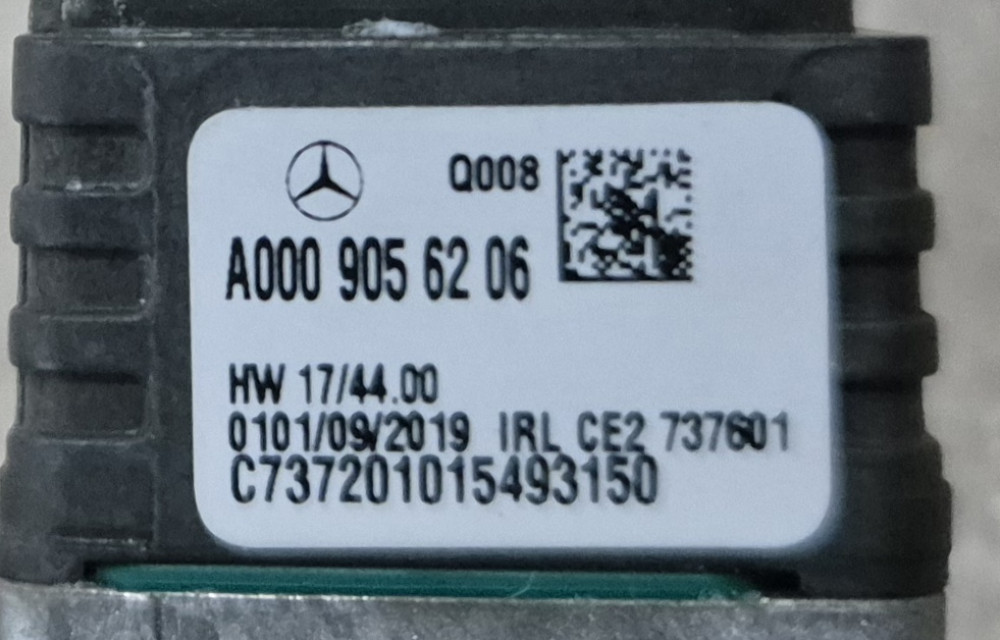 Q008
A000 905 62 06
HW 17/44.00
0101/09/2019 IRL CE2 737601
C737201015493150